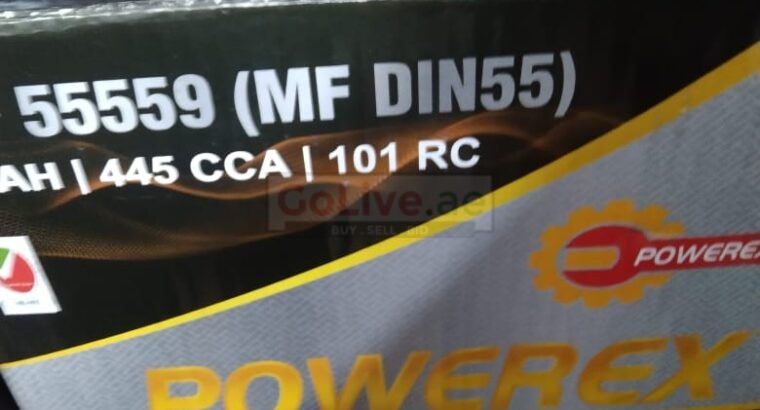 55559 (MF DIN55)
AH | 445 CCA | 101 RC
GoLive.ae
BUY . SELL . BID
POWEREX
POWEREX